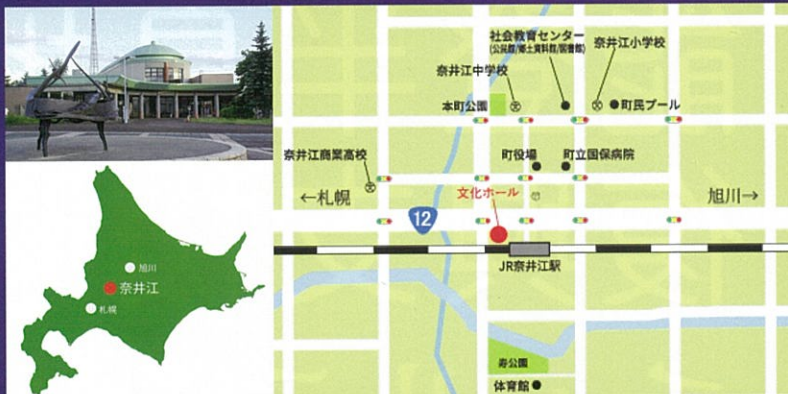 社会教育センター
(公民館/郷土資料館/図書館)
奈井江小学校
奈井江中学校
本町公園
町民プール
奈井江商業高校
町役場
町立国保病院
←札幌
文化ホール
旭川→
12
JR奈井江駅
旭川
奈井江
札幌
寿公園
体育館